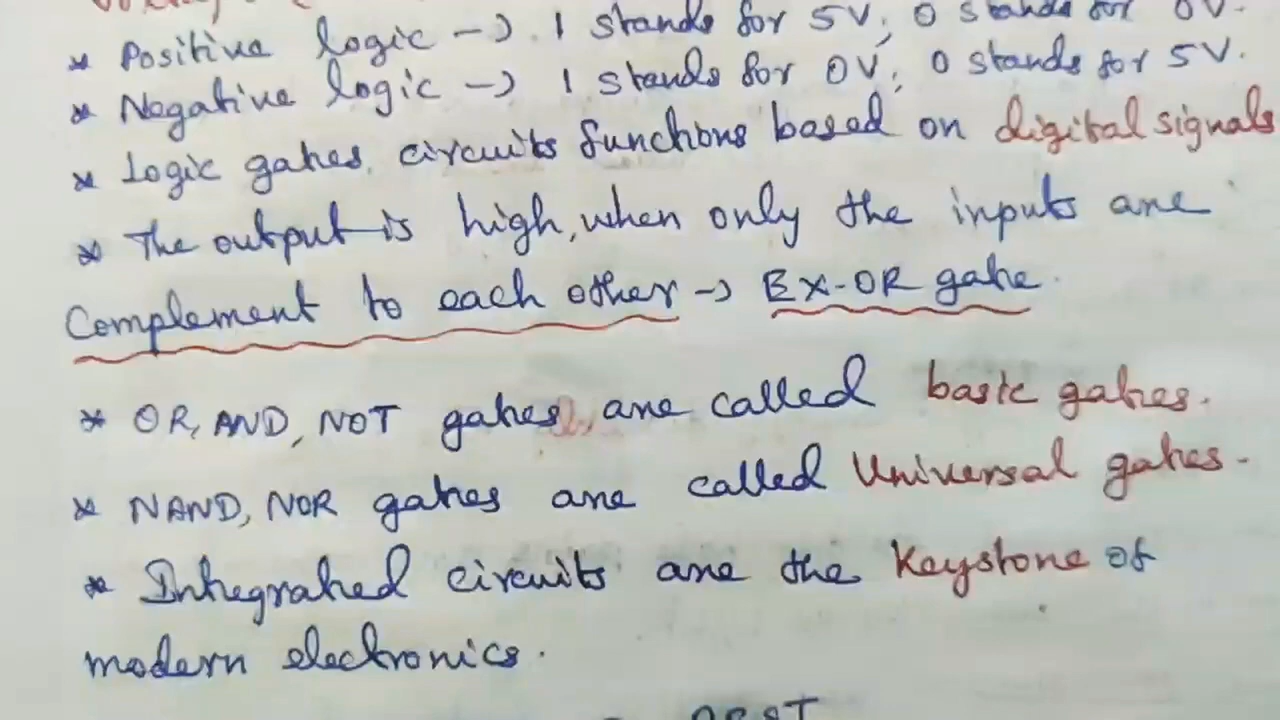 * Positive logic -> 1 stands for 5V, 0 stands for 0V.
* Negative logic -> 1 stands for 0V, 0 stands for 5V.
* Logic gates circuits functions based on digital signals
* The output is high, when only the inputs are
Complement to each other -> EX-OR gate.
* OR, AND, NOT gates, are called basic gates.
* NAND, NOR gates are called Universal gates.
* Integrated circuits are the keystone of
modern electronics.